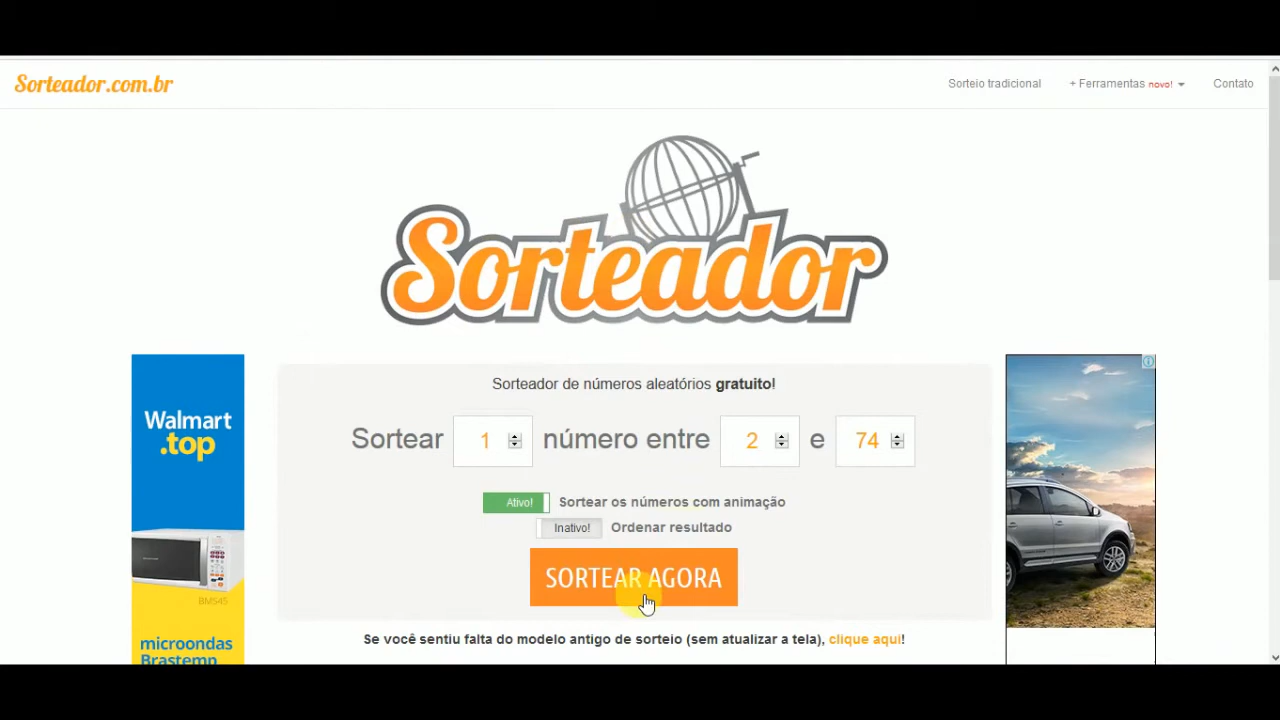 Sorteador.com.br
Sorteio tradicional
+ Ferramentas novo!
Contato
Sorteador
Sorteador de números aleatórios gratuito!
Sortear 1 número entre 2 e 74
Ativo! Sortear os números com animação
Inativo! Ordenar resultado
SORTEAR AGORA
Se você sentiu falta do modelo antigo de sorteio (sem atualizar a tela), clique aqui!
Walmart
.top
BMS45
microondas
Brastemp